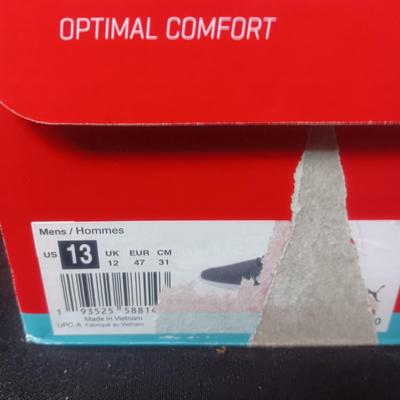 OPTIMAL COMFORT
Mens / Hommes
US 13 UK EUR CM
12 47 31
1 93525 5881
Made in Vietnam
UPC-A Fabriqué au Vietnam